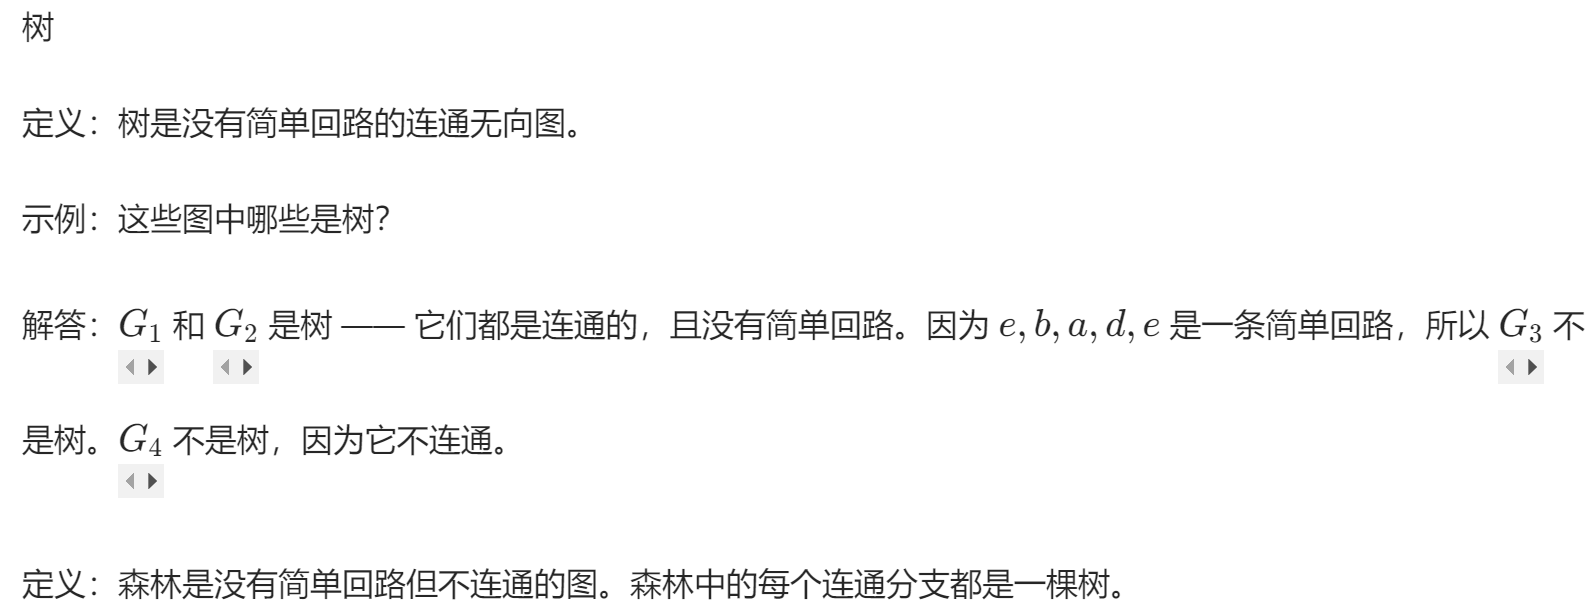 树
定义：树是没有简单回路的连通无向图。
示例：这些图中哪些是树？
解答：G₁ 和 G₂ 是树 —— 它们都是连通的，且没有简单回路。因为 e, b, a, d, e 是一条简单回路，所以 G₃ 不
是树。G₄ 不是树，因为它不连通。
定义：森林是没有简单回路但不连通的图。森林中的每个连通分支都是一棵树。